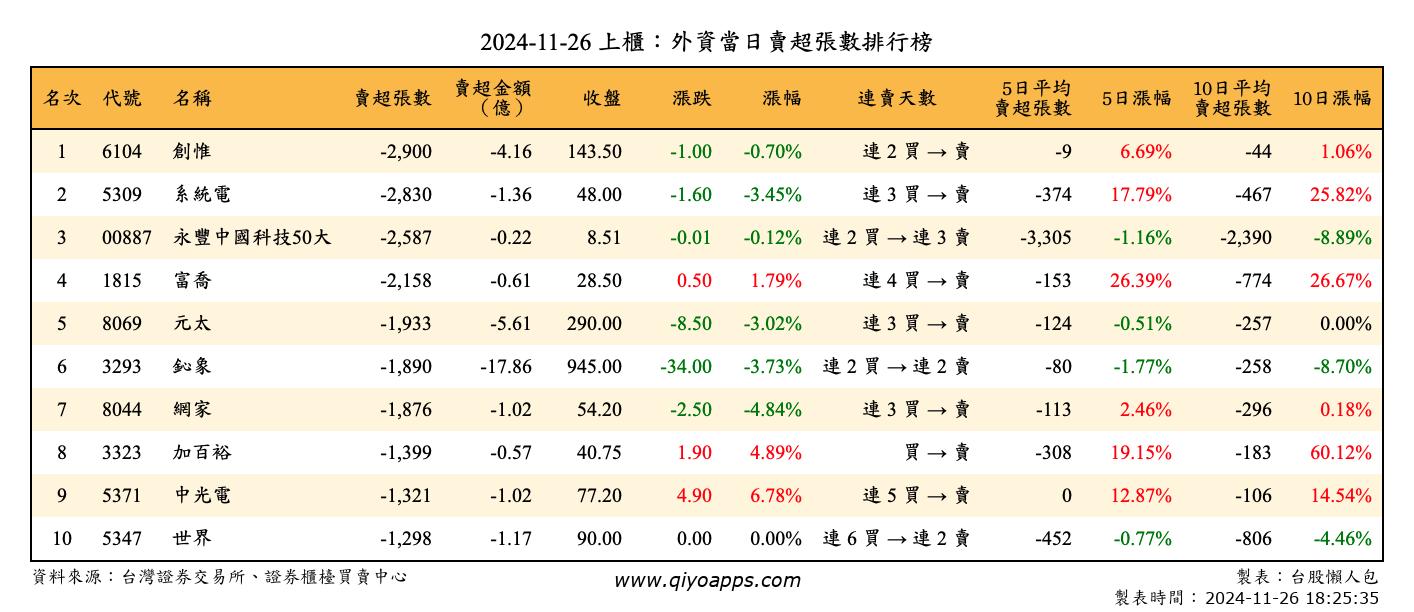 2024-11-26 上櫃：外資當日賣超張數排行榜
名次 代號 名稱 賣超張數 賣超金額（億） 收盤 漲跌 漲幅 連賣天數 5日平均賣超張數 5日漲幅 10日平均賣超張數 10日漲幅
1 6104 創惟 -2,900 -4.16 143.50 -1.00 -0.70% 連 2 買 → 賣 -9 6.69% -44 1.06%
2 5309 系統電 -2,830 -1.36 48.00 -1.60 -3.45% 連 3 買 → 賣 -374 17.79% -467 25.82%
3 00887 永豐中國科技50大 -2,587 -0.22 8.51 -0.01 -0.12% 連 2 買 → 連 3 賣 -3,305 -1.16% -2,390 -8.89%
4 1815 富喬 -2,158 -0.61 28.50 0.50 1.79% 連 4 買 → 賣 -153 26.39% -774 26.67%
5 8069 元太 -1,933 -5.61 290.00 -8.50 -3.02% 連 3 買 → 賣 -124 -0.51% -257 0.00%
6 3293 鈊象 -1,890 -17.86 945.00 -34.00 -3.73% 連 2 買 → 連 2 賣 -80 -1.77% -258 -8.70%
7 8044 網家 -1,876 -1.02 54.20 -2.50 -4.84% 連 3 買 → 賣 -113 2.46% -296 0.18%
8 3323 加百裕 -1,399 -0.57 40.75 1.90 4.89% 買 → 賣 -308 19.15% -183 60.12%
9 5371 中光電 -1,321 -1.02 77.20 4.90 6.78% 連 5 買 → 賣 0 12.87% -106 14.54%
10 5347 世界 -1,298 -1.17 90.00 0.00 0.00% 連 6 買 → 連 2 賣 -452 -0.77% -806 -4.46%
資料來源：台灣證券交易所、證券櫃檯買賣中心 www.qiyoapps.com 製表：台股懶人包
製表時間：2024-11-26 18:25:35